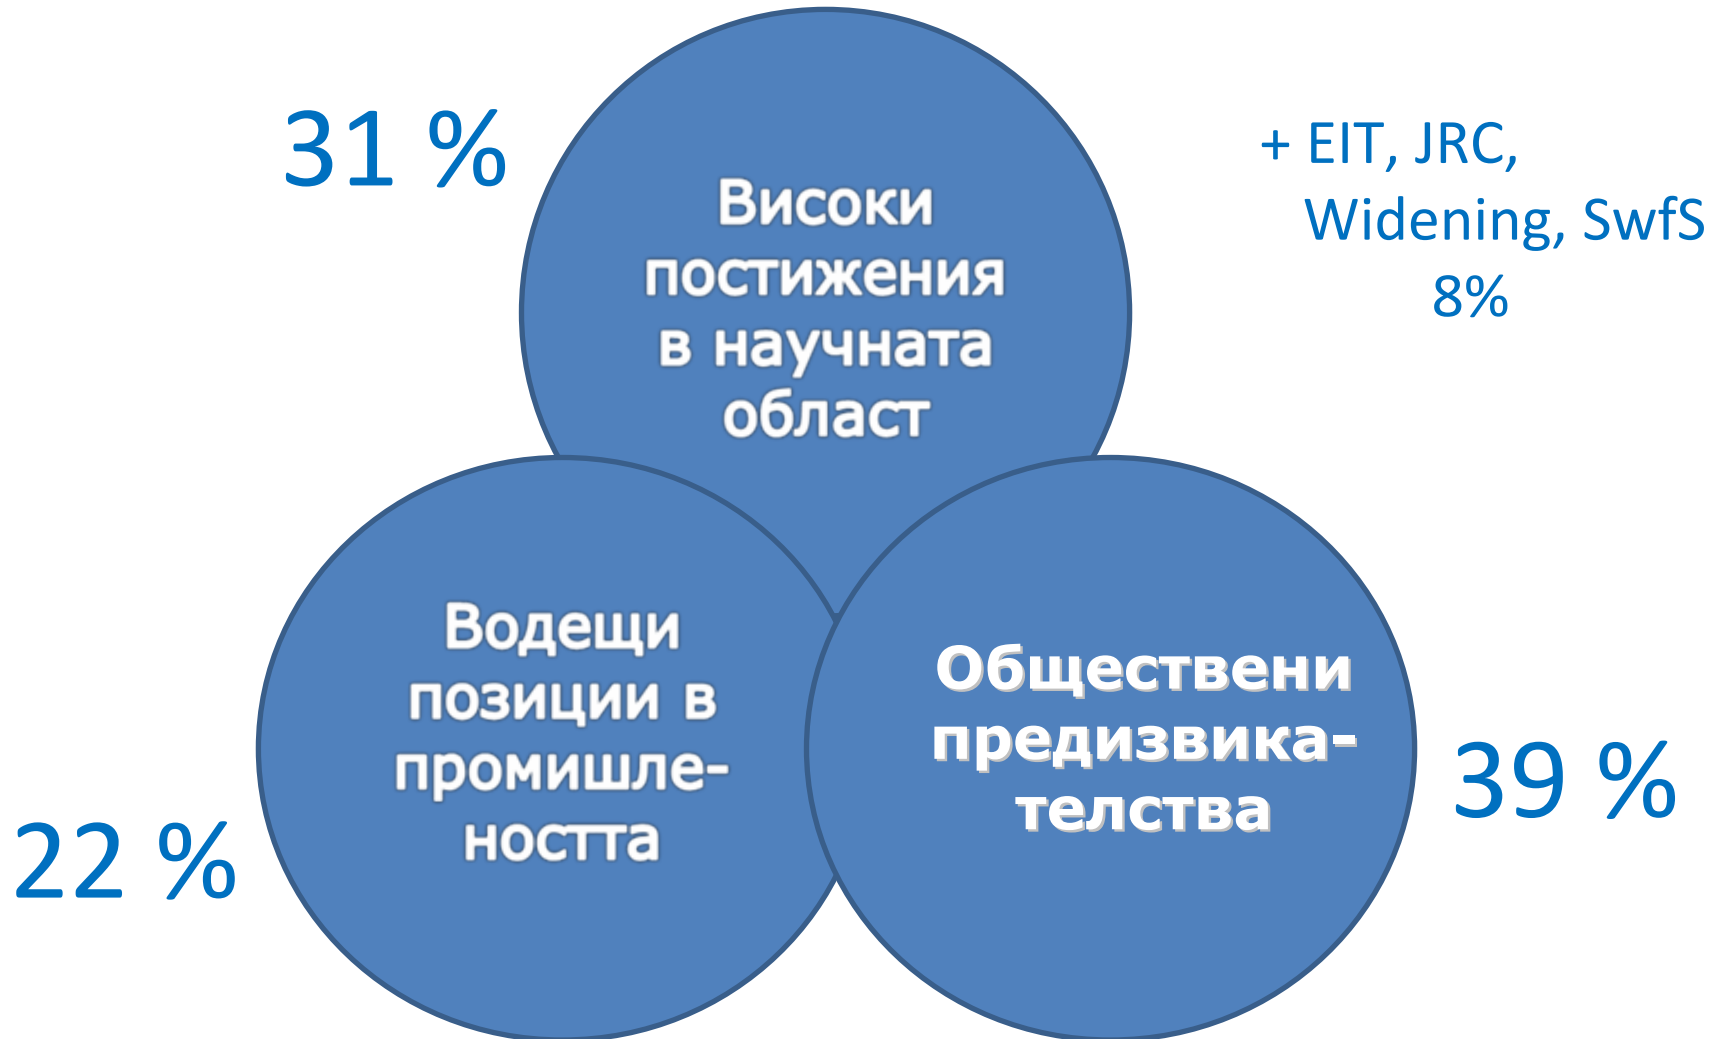 31 %
Високи
постижения
в научната
област
+ EIT, JRC,
Widening, SwfS
8%
Водещи
позиции в
промишле-
ността
22 %
Обществени
предизвика-
телства
39 %